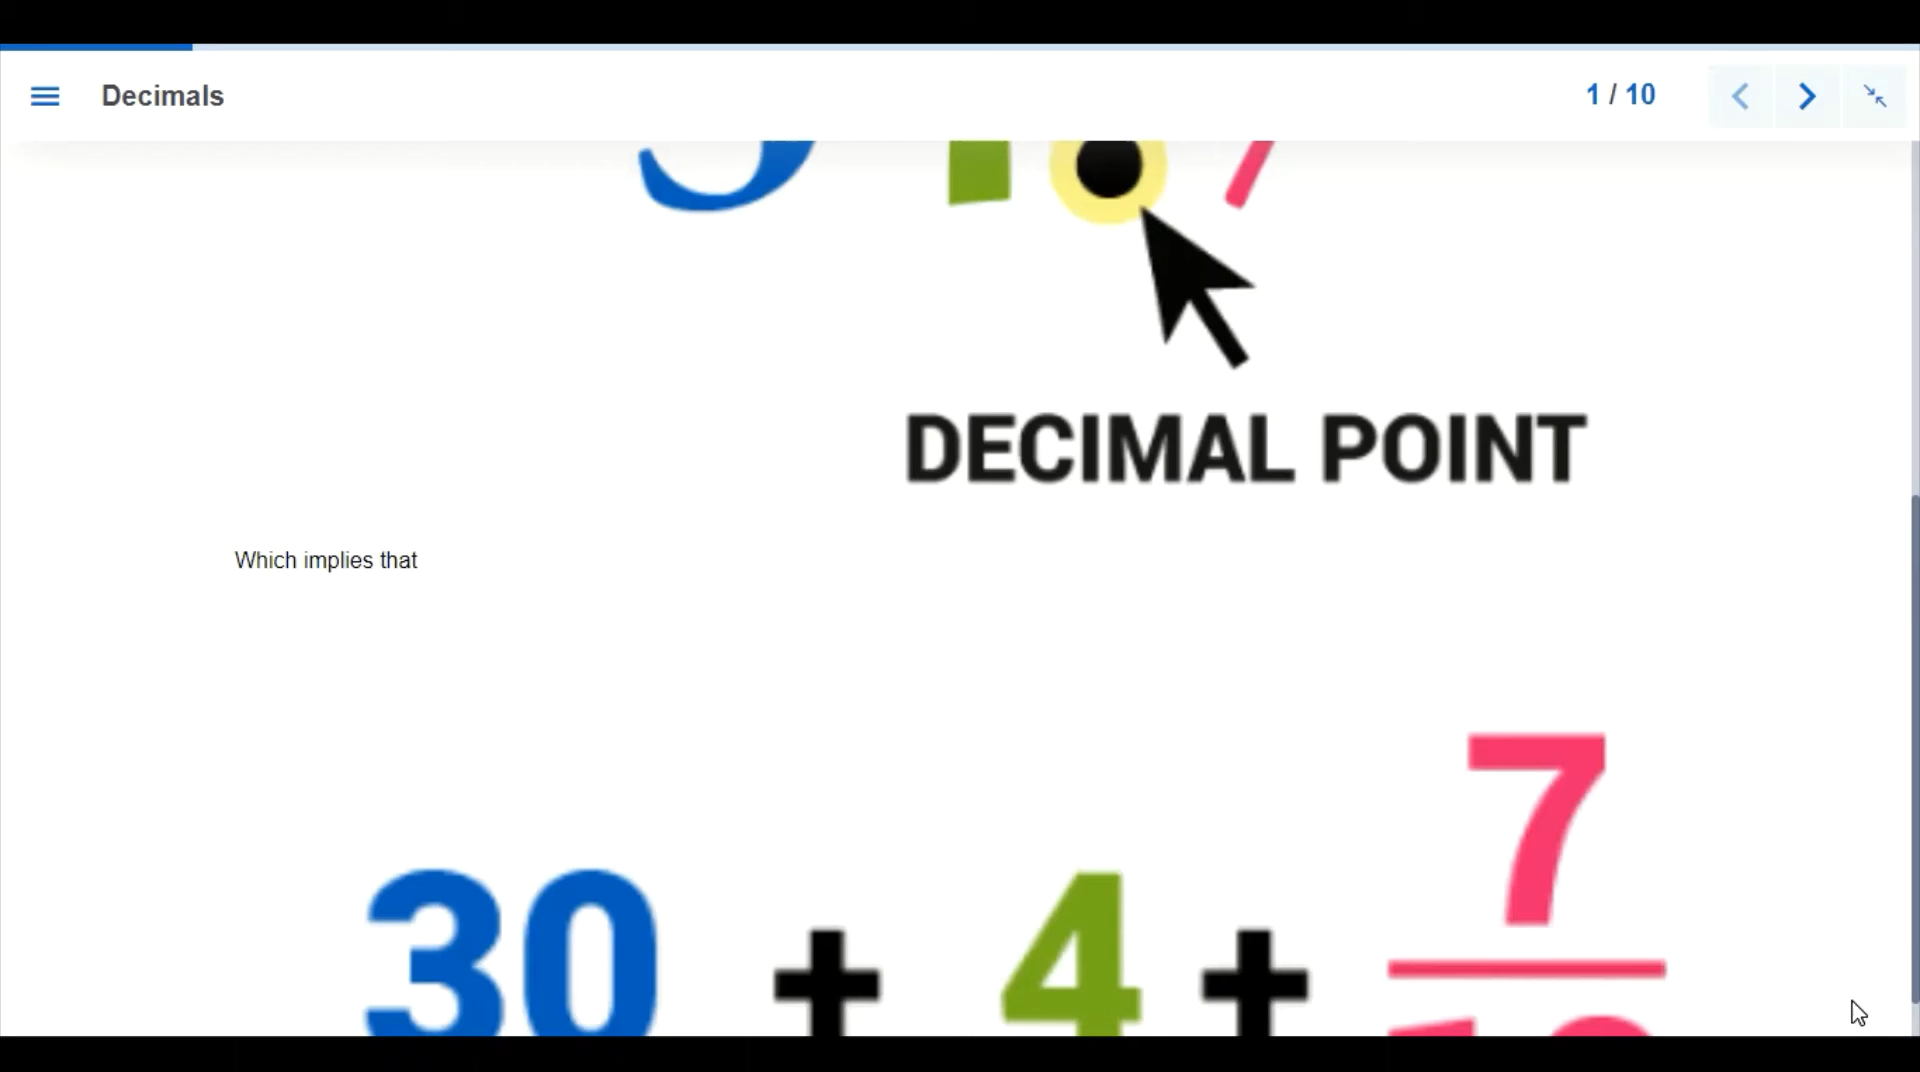 Decimals
1 / 10
DECIMAL POINT
Which implies that
7
30 + 4 +